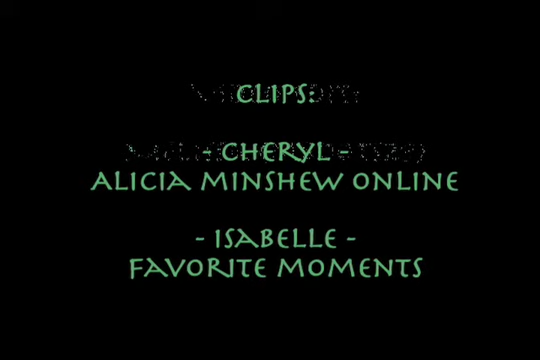 CLIPS:
- CHERYL -
ALICIA MINSHEW ONLINE
- ISABELLE -
FAVORITE MOMENTS